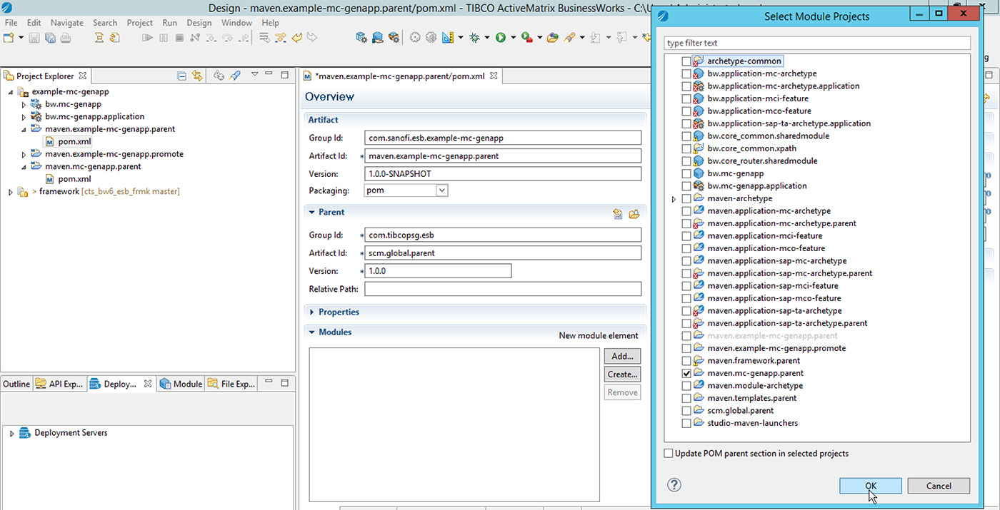 Design - maven.example-mc-genapp.parent/pom.xml - TIBCO ActiveMatrix BusinessWorks - C:\
File Edit Navigate Search Project Run Design Window Help
Project Explorer
example-mc-genapp
bw.mc-genapp
bw.mc-genapp.application
maven.example-mc-genapp.parent
pom.xml
maven.example-mc-genapp.promote
maven.mc-genapp.parent
pom.xml
> framework [cts_bw6_esb_frmk master]
Outline API Exp... Deploy... Module File Exp...
Deployment Servers
*maven.example-mc-genapp.parent/pom.xml
Overview
Artifact
Group Id: com.sanofi.esb.example-mc-genapp
Artifact Id: * maven.example-mc-genapp.parent
Version: 1.0.0-SNAPSHOT
Packaging: pom
Parent
Group Id: * com.tibcopsg.esb
Artifact Id: * scm.global.parent
Version: * 1.0.0
Relative Path:
Properties
Modules
New module element
Add...
Create...
Remove
Select Module Projects
type filter text
archetype-common
bw.application-mc-archetype
bw.application-mc-archetype.application
bw.application-mci-feature
bw.application-mco-feature
bw.application-sap-ta-archetype.application
bw.core_common.sharedmodule
bw.core_common.xpath
bw.core_router.sharedmodule
bw.mc-genapp
bw.mc-genapp.application
maven-archetype
maven.application-mc-archetype
maven.application-mc-archetype.parent
maven.application-mci-feature
maven.application-mco-feature
maven.application-sap-mc-archetype
maven.application-sap-mc-archetype.parent
maven.application-sap-mci-feature
maven.application-sap-mco-feature
maven.application-sap-ta-archetype
maven.application-sap-ta-archetype.parent
maven.example-mc-genapp.parent
maven.example-mc-genapp.promote
maven.framework.parent
maven.mc-genapp.parent
maven.module-archetype
maven.templates.parent
scm.global.parent
studio-maven-launchers
Update POM parent section in selected projects
OK Cancel